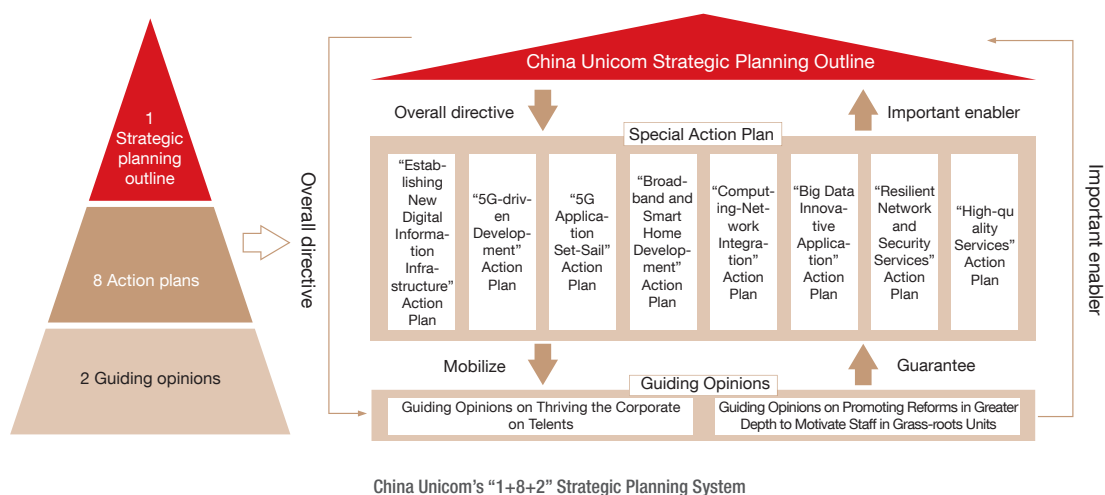 1
Strategic
planning
outline
8 Action plans
2 Guiding opinions
Overall directive
China Unicom Strategic Planning Outline
Overall directive
Important enabler
Special Action Plan
“Estab-
lishing
New
Digital
Informa-
tion
Infra-
structure”
Action
Plan
“5G-driv-
en
Develop-
ment”
Action
Plan
“5G
Applica-
tion
Set-Sail”
Action
Plan
“Broad-
band and
Smart
Home
Develop-
ment”
Action
Plan
“Comput-
ing-Net-
work
Integra-
tion”
Action
Plan
“Big Data
Innova-
tive
Applica-
tion”
Action
Plan
“Resilient
Network
and
Security
Services”
Action
Plan
“High-qu
ality
Services”
Action
Plan
Mobilize
Guarantee
Guiding Opinions
Guiding Opinions on Thriving the Corporate
on Talents
Guiding Opinions on Promoting Reforms in Greater
Depth to Motivate Staff in Grass-roots Units
Important enabler
China Unicom’s “1+8+2” Strategic Planning System